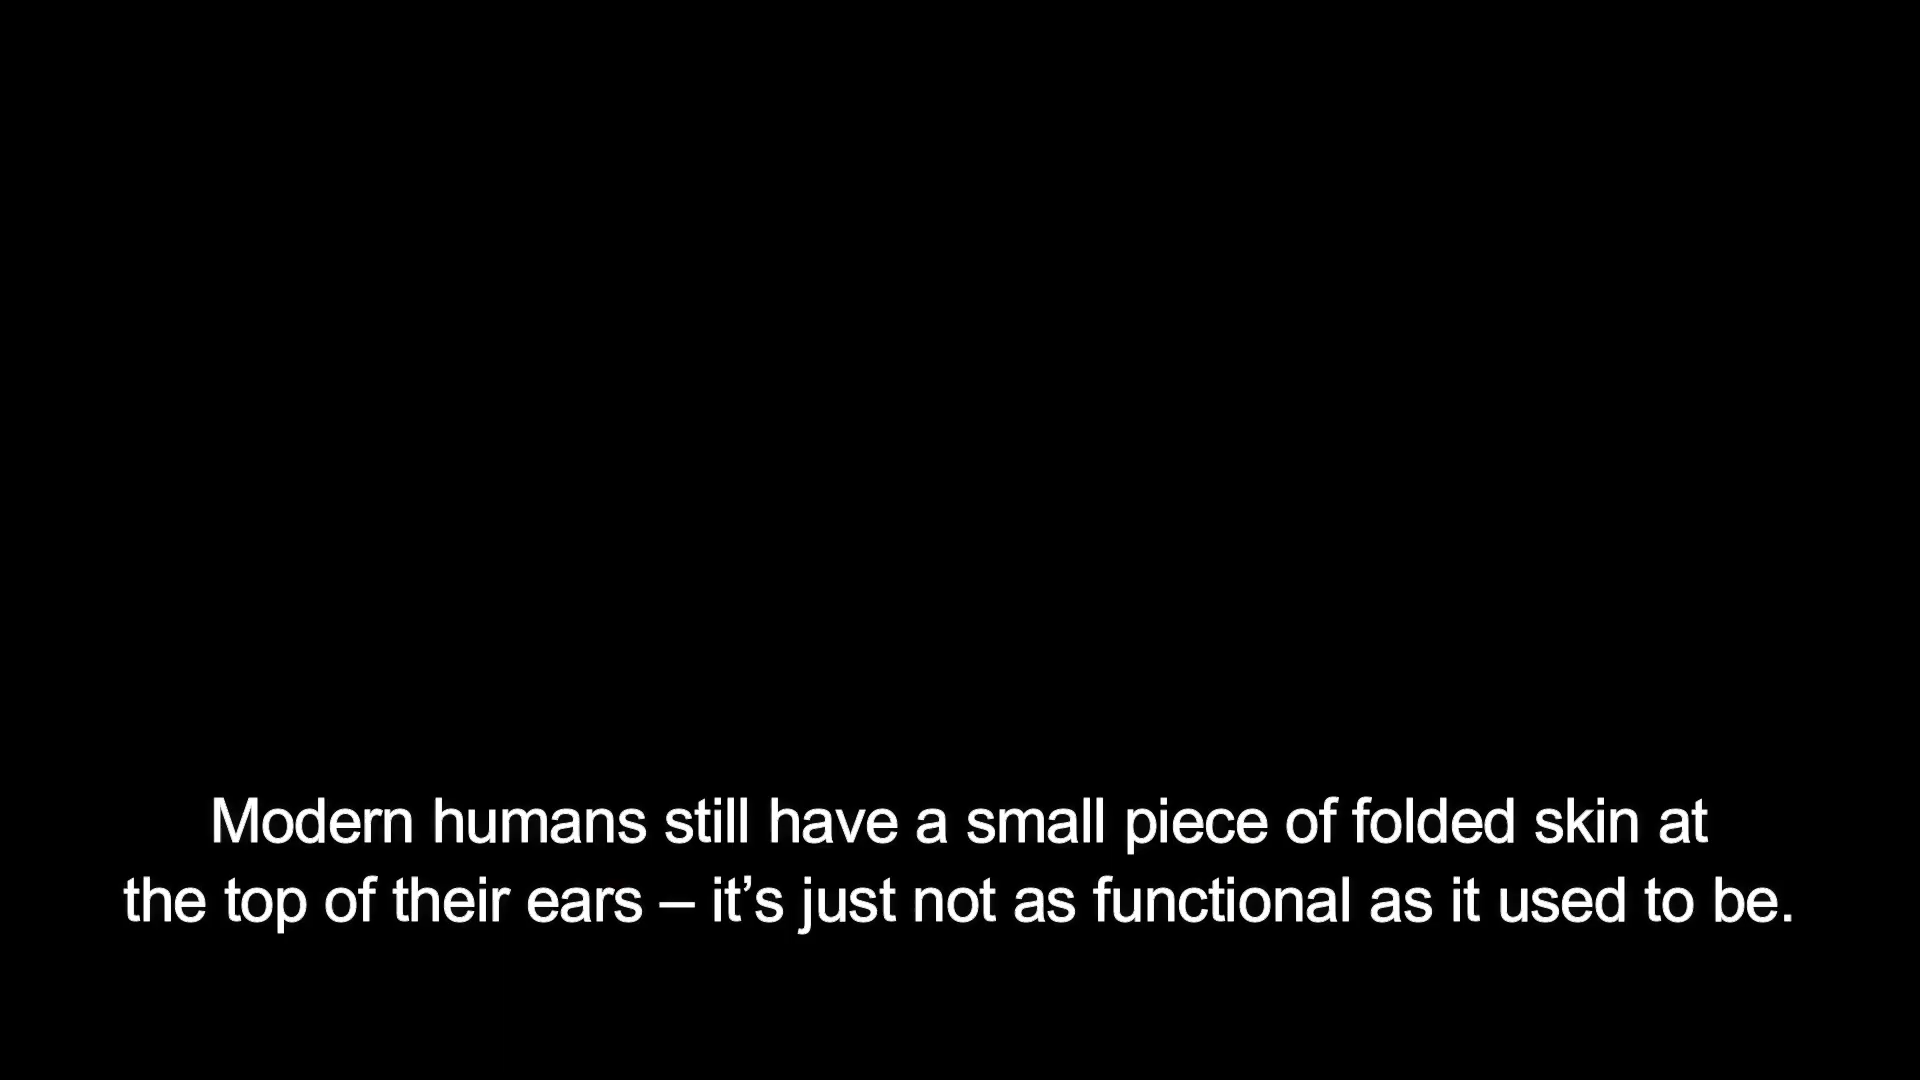 Modern humans still have a small piece of folded skin at
the top of their ears – it’s just not as functional as it used to be.